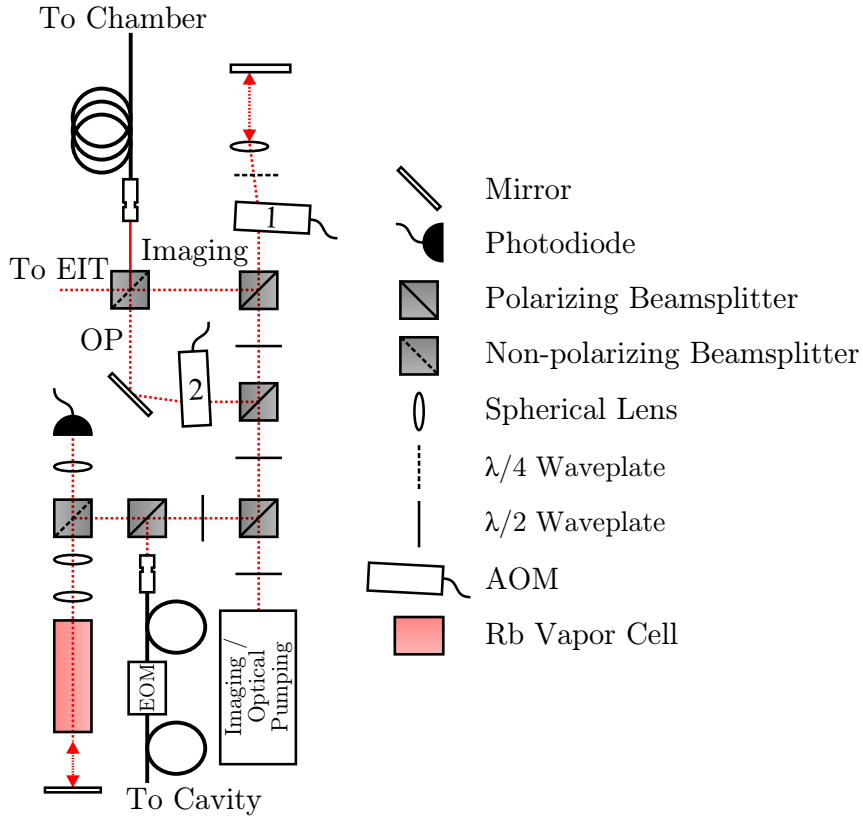 To Chamber
1
Imaging
To EIT
OP
2
Imaging/
Optical
Pumping
EOM
To Cavity
Mirror
Photodiode
Polarizing Beamsplitter
Non-polarizing Beamsplitter
Spherical Lens
λ/4 Waveplate
λ/2 Waveplate
AOM
Rb Vapor Cell